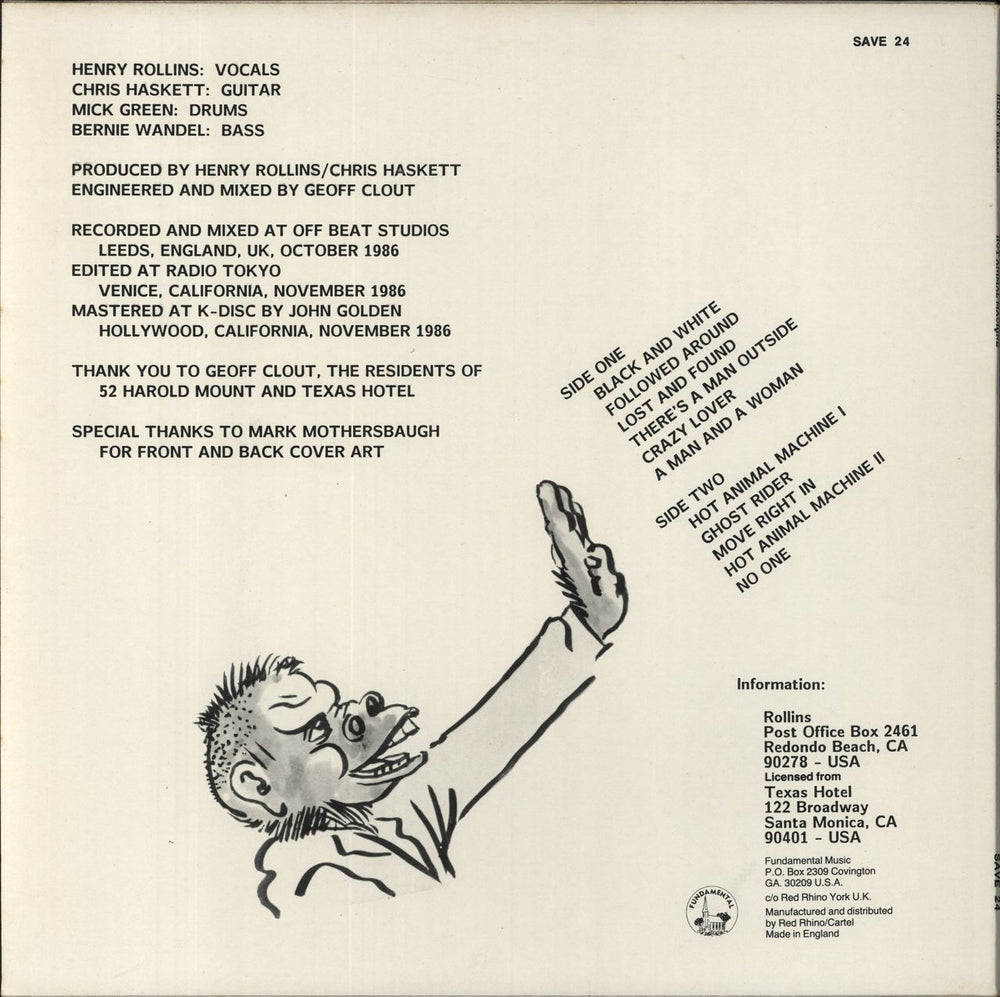 SAVE 24
HENRY ROLLINS: VOCALS
CHRIS HASKETT: GUITAR
MICK GREEN: DRUMS
BERNIE WANDEL: BASS
PRODUCED BY HENRY ROLLINS/CHRIS HASKETT
ENGINEERED AND MIXED BY GEOFF CLOUT
RECORDED AND MIXED AT OFF BEAT STUDIOS
LEEDS, ENGLAND, UK, OCTOBER 1986
EDITED AT RADIO TOKYO
VENICE, CALIFORNIA, NOVEMBER 1986
MASTERED AT K-DISC BY JOHN GOLDEN
HOLLYWOOD, CALIFORNIA, NOVEMBER 1986
THANK YOU TO GEOFF CLOUT, THE RESIDENTS OF
52 HAROLD MOUNT AND TEXAS HOTEL
SPECIAL THANKS TO MARK MOTHERSBAUGH
FOR FRONT AND BACK COVER ART
SIDE ONE
BLACK AND WHITE
FOLLOWED AROUND
LOST AND FOUND
THERE'S A MAN OUTSIDE
CRAZY LOVER
A MAN AND A WOMAN
SIDE TWO
HOT ANIMAL MACHINE I
GHOST RIDER
MOVE RIGHT IN
HOT ANIMAL MACHINE II
NO ONE
Information:
Rollins
Post Office Box 2461
Redondo Beach, CA
90278 - USA
Licensed from
Texas Hotel
122 Broadway
Santa Monica, CA
90401 - USA
Fundamental Music
P.O. Box 2309 Covington
GA. 30209 U.S.A.
c/o Red Rhino York U.K.
Manufactured and distributed
by Red Rhino/Cartel
Made in England
FUNDAMENTAL
SAVE 24